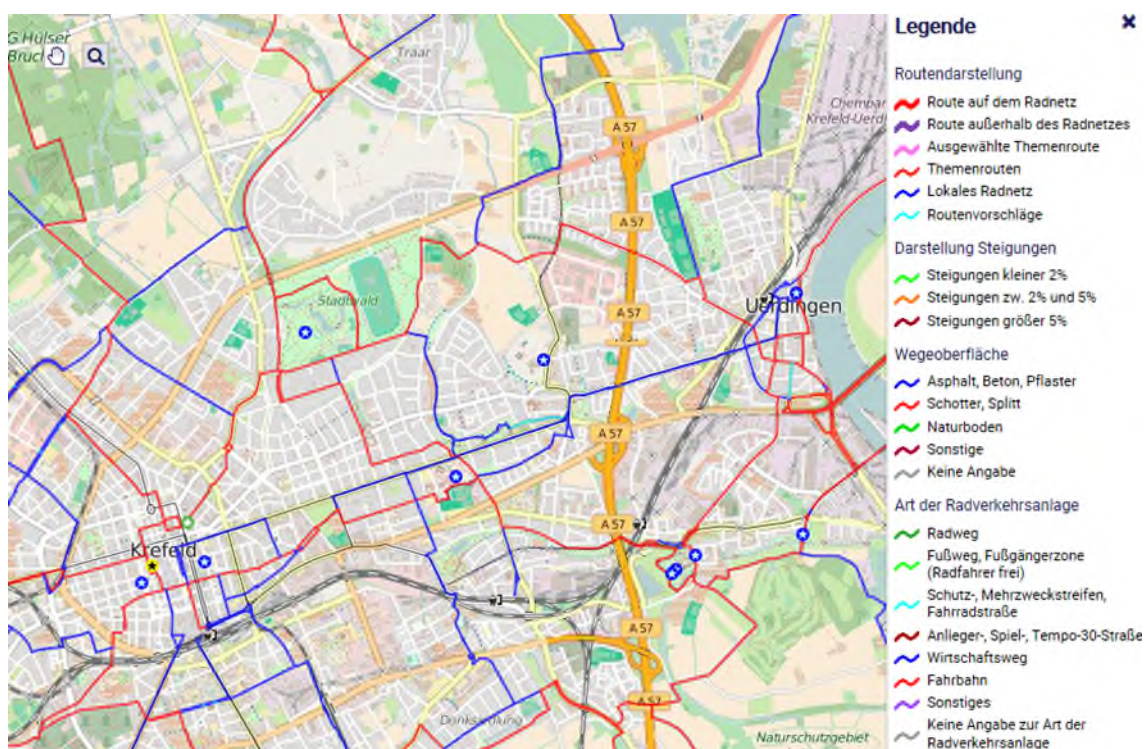 G Hülser
Bruch
Traar
Chempar
Krefeld-Uerdi
A 57
A 57
Stadtwald
Uerdingen
A 57
A 57
A 57
Krefeld
A 57
A 57
Naturschutzgebiet
Legende
Routendarstellung
Route auf dem Radnetz
Route außerhalb des Radnetzes
Ausgewählte Themenroute
Themenrouten
Lokales Radnetz
Routenvorschläge
Darstellung Steigungen
Steigungen kleiner 2%
Steigungen zw. 2% und 5%
Steigungen größer 5%
Wegeoberfläche
Asphalt, Beton, Pflaster
Schotter, Splitt
Naturboden
Sonstige
Keine Angabe
Art der Radverkehrsanlage
Radweg
Fußweg, Fußgängerzone
(Radfahrer frei)
Schutz-, Mehrzweckstreifen,
Fahrradstraße
Anlieger-, Spiel-, Tempo-30-Straße
Wirtschaftsweg
Fahrbahn
Sonstiges
Keine Angabe zur Art der
Radverkehrsanlage